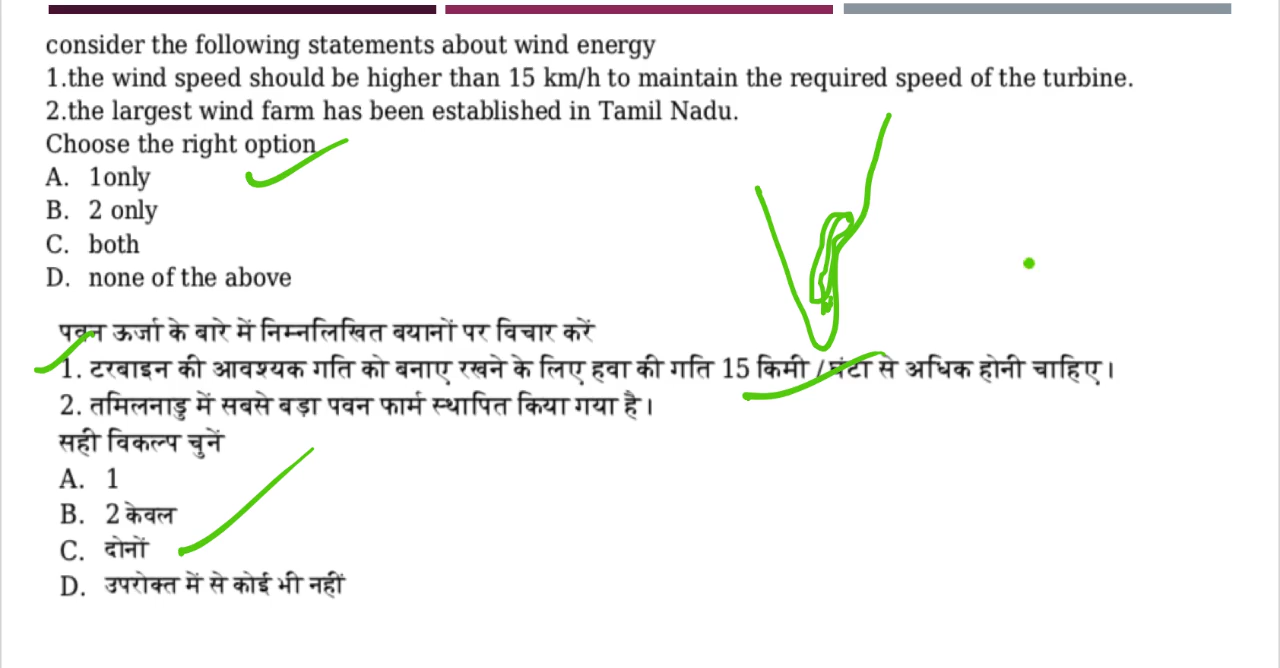 consider the following statements about wind energy
1.the wind speed should be higher than 15 km/h to maintain the required speed of the turbine.
2.the largest wind farm has been established in Tamil Nadu.
Choose the right option
A. 1only
B. 2 only
C. both
D. none of the above
पवन ऊर्जा के बारे में निम्नलिखित बयानों पर विचार करें
1. टरबाइन की आवश्यक गति को बनाए रखने के लिए हवा की गति 15 किमी / घंटा से अधिक होनी चाहिए।
2. तमिलनाडु में सबसे बड़ा पवन फार्म स्थापित किया गया है।
सही विकल्प चुनें
A. 1
B. 2 केवल
C. दोनों
D. उपरोक्त में से कोई भी नहीं